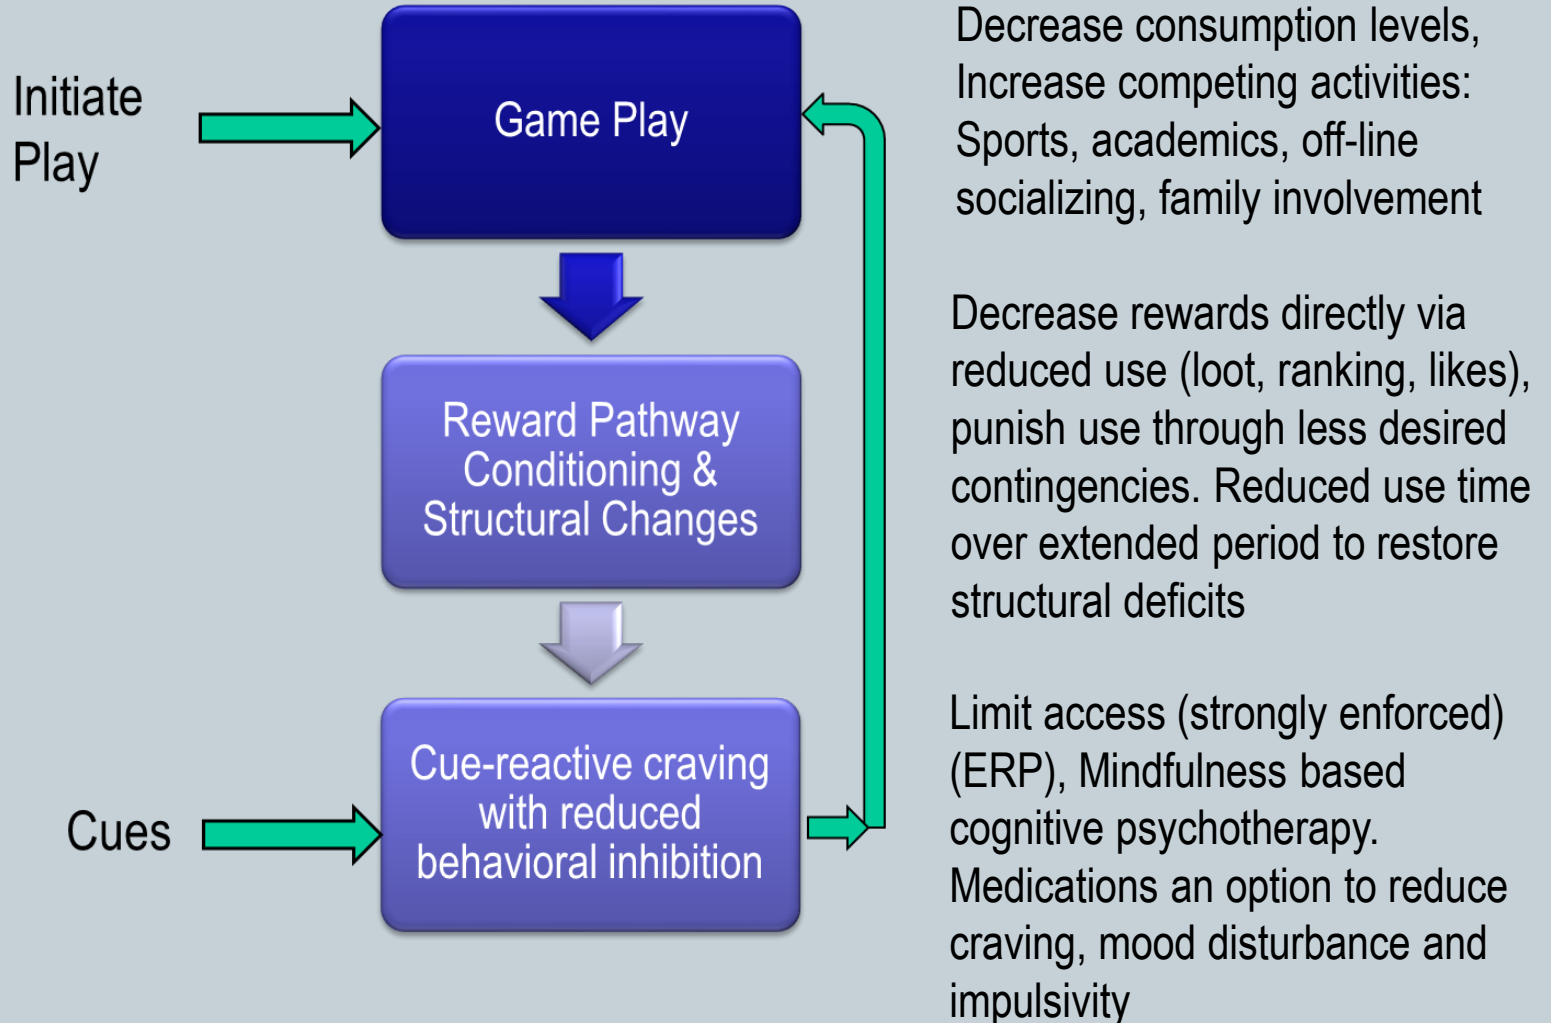 Initiate
Play
Game Play
Decrease consumption levels,
Increase competing activities:
Sports, academics, off-line
socializing, family involvement
Reward Pathway
Conditioning &
Structural Changes
Decrease rewards directly via
reduced use (loot, ranking, likes),
punish use through less desired
contingencies. Reduced use time
over extended period to restore
structural deficits
Cues
Cue-reactive craving
with reduced
behavioral inhibition
Limit access (strongly enforced)
(ERP), Mindfulness based
cognitive psychotherapy.
Medications an option to reduce
craving, mood disturbance and
impulsivity